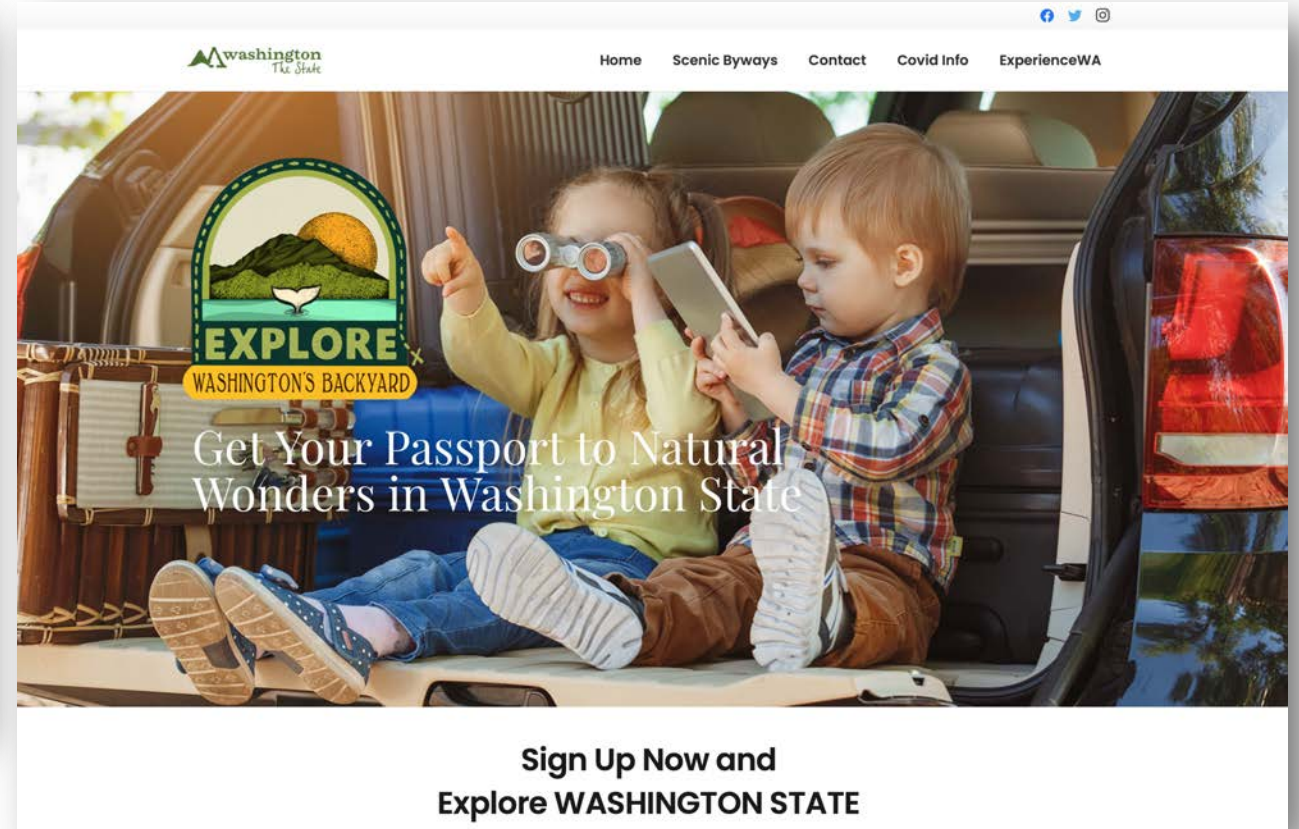 washington
The State
Home Scenic Byways Contact Covid Info ExperienceWA
EXPLORE
WASHINGTON'S BACKYARD
Get Your Passport to Natural
Wonders in Washington State
Sign Up Now and
Explore WASHINGTON STATE